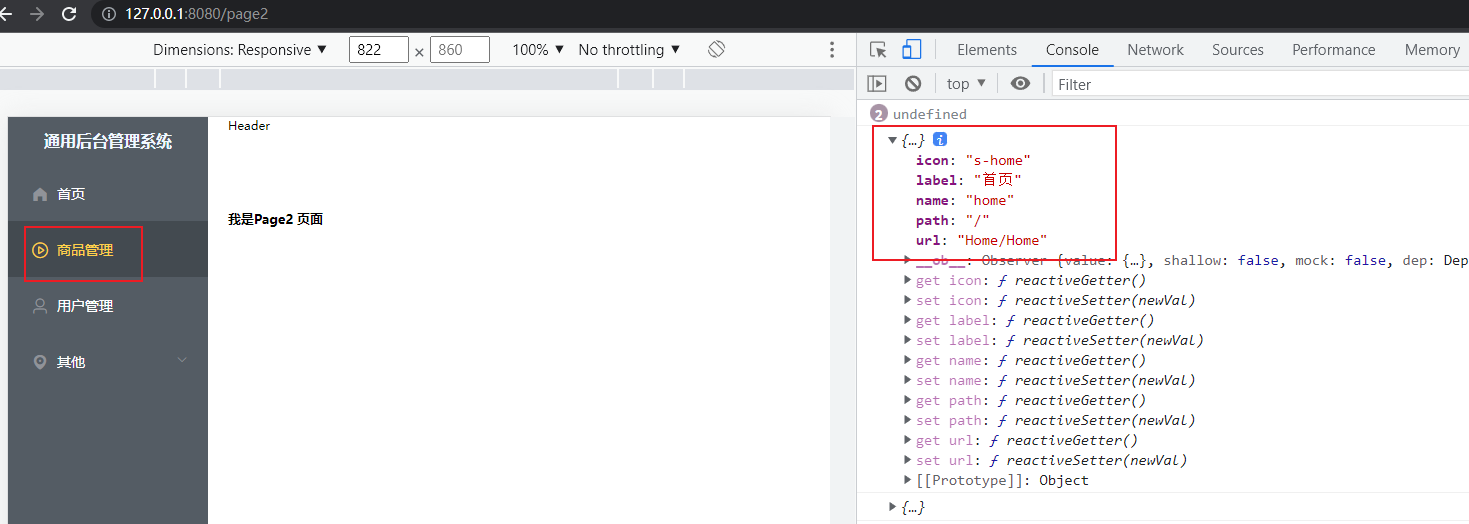 127.0.0.1:8080/page2
Dimensions: Responsive ▼ 822 × 860 100% ▼ No throttling ▼
Elements Console Network Sources Performance Memory
top ▼ Filter
2 undefined
通用后台管理系统
首页
商品管理
用户管理
其他
Header
我是Page2 页面
▼{…} i
icon: "s-home"
label: "首页"
name: "home"
path: "/"
url: "Home/Home"
▶__ob__: Observer {value: {…}, shallow: false, mock: false, dep: Dep
▶get icon: ƒ reactiveGetter()
▶set icon: ƒ reactiveSetter(newVal)
▶get label: ƒ reactiveGetter()
▶set label: ƒ reactiveSetter(newVal)
▶get name: ƒ reactiveGetter()
▶set name: ƒ reactiveSetter(newVal)
▶get path: ƒ reactiveGetter()
▶set path: ƒ reactiveSetter(newVal)
▶get url: ƒ reactiveGetter()
▶set url: ƒ reactiveSetter(newVal)
▶[[Prototype]]: Object
▶{…}